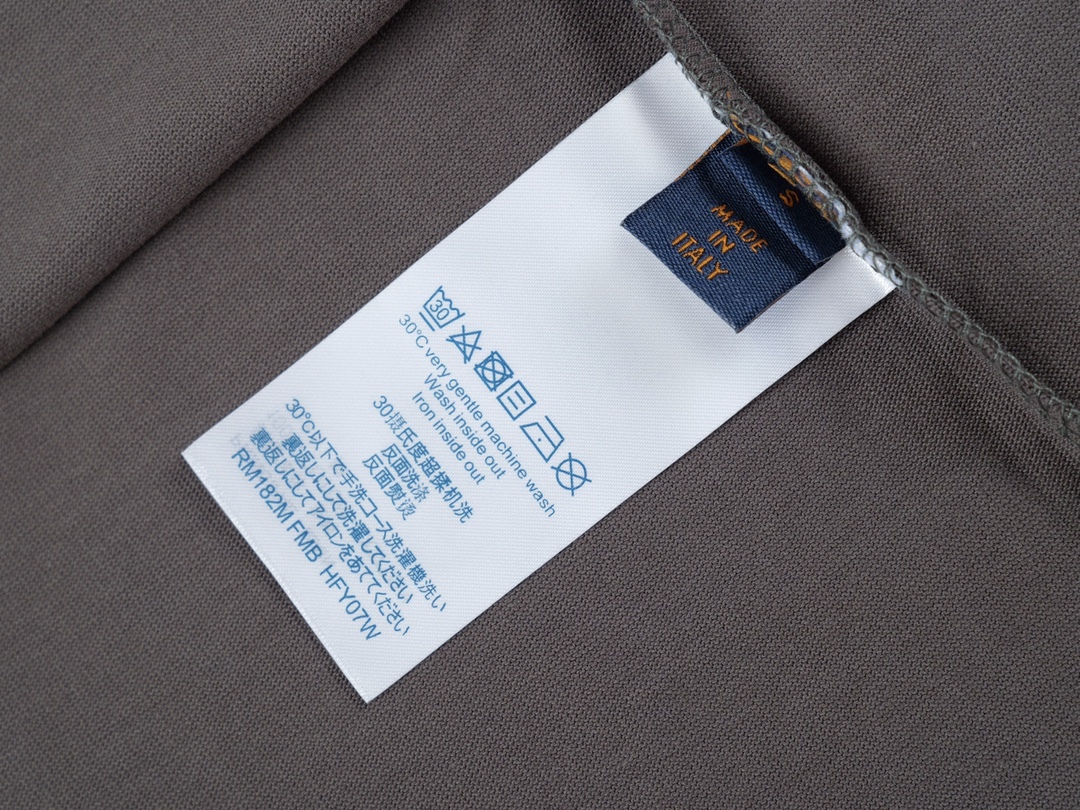 S
MADE
IN
ITALY
30
30°C very gentle machine wash
Wash inside out
Iron inside out
30摄氏度超揉机洗
反面洗涤
反面熨烫
30°C以下で手洗コース洗濯機洗い
裏返しにして洗濯してください
裏返しにしてアイロンをあててください
RM182M FMB HFY07W